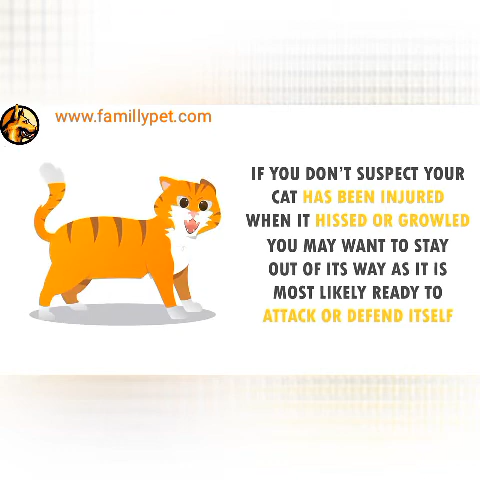 www.famillypet.com
IF YOU DON'T SUSPECT YOUR
CAT HAS BEEN INJURED
WHEN IT HISSED OR GROWLED
YOU MAY WANT TO STAY
OUT OF ITS WAY AS IT IS
MOST LIKELY READY TO
ATTACK OR DEFEND ITSELF